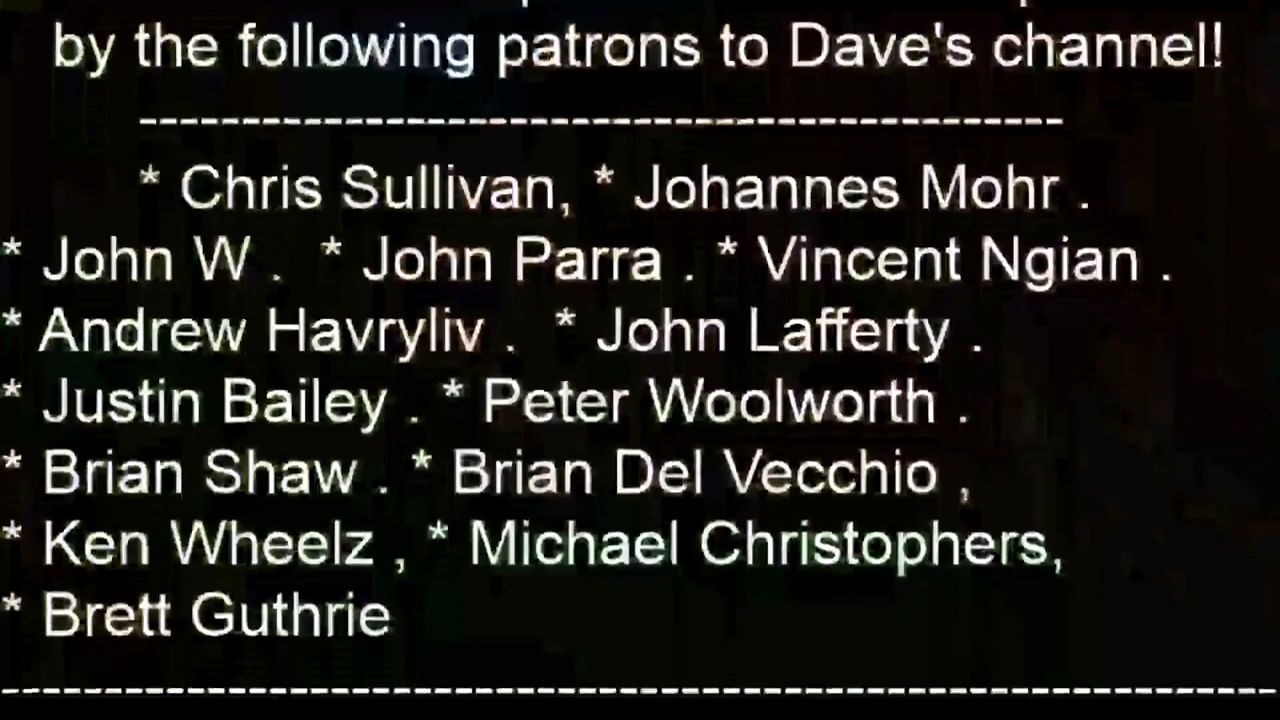 by the following patrons to Dave's channel!
-----------------------------------------------
* Chris Sullivan, * Johannes Mohr .
* John W . * John Parra . * Vincent Ngian .
* Andrew Havryliv . * John Lafferty .
* Justin Bailey . * Peter Woolworth .
* Brian Shaw . * Brian Del Vecchio ,
* Ken Wheelz , * Michael Christophers,
* Brett Guthrie
-----------------------------------------------------------------